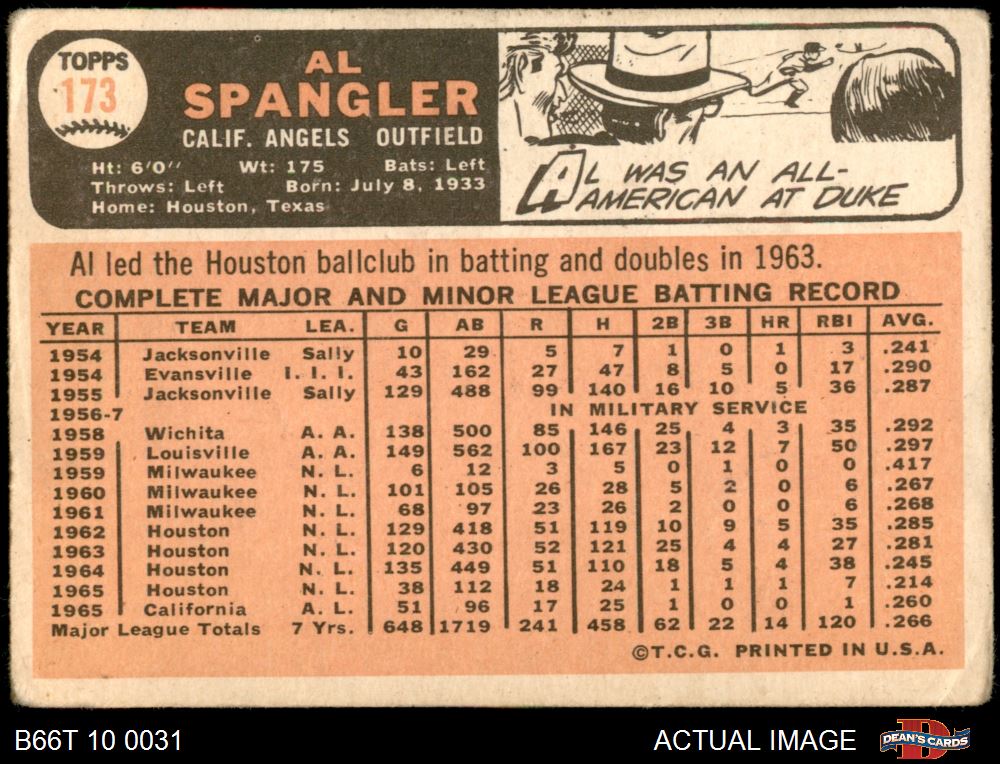 TOPPS
173
AL
SPANGLER
CALIF. ANGELS OUTFIELD
Ht: 6'0" Wt: 175 Bats: Left
Throws: Left Born: July 8, 1933
Home: Houston, Texas
AL WAS AN ALL-
AMERICAN AT DUKE
Al led the Houston ballclub in batting and doubles in 1963.
COMPLETE MAJOR AND MINOR LEAGUE BATTING RECORD
YEAR TEAM LEA. G AB R H 2B 3B HR RBI AVG.
1954 Jacksonville Sally 10 29 5 7 1 0 1 3 .241
1954 Evansville I. I. I. 43 162 27 47 8 5 0 17 .290
1955 Jacksonville Sally 129 488 99 140 16 10 5 36 .287
1956-7 IN MILITARY SERVICE
1958 Wichita A. A. 138 500 85 146 25 4 3 35 .292
1959 Louisville A. A. 149 562 100 167 23 12 7 50 .297
1959 Milwaukee N. L. 6 12 3 5 0 1 0 0 .417
1960 Milwaukee N. L. 101 105 26 28 5 2 0 6 .267
1961 Milwaukee N. L. 68 97 23 26 2 0 0 6 .268
1962 Houston N. L. 129 418 51 119 10 9 5 35 .285
1963 Houston N. L. 120 430 52 121 25 4 4 27 .281
1964 Houston N. L. 135 449 51 110 18 5 4 38 .245
1965 Houston N. L. 38 112 18 24 1 1 1 7 .214
1965 California A. L. 51 96 17 25 1 0 0 1 .260
Major League Totals 7 Yrs. 648 1719 241 458 62 22 14 120 .266
©T.C.G. PRINTED IN U.S.A.
B66T 10 0031
ACTUAL IMAGE
D
DEAN'S CARDS